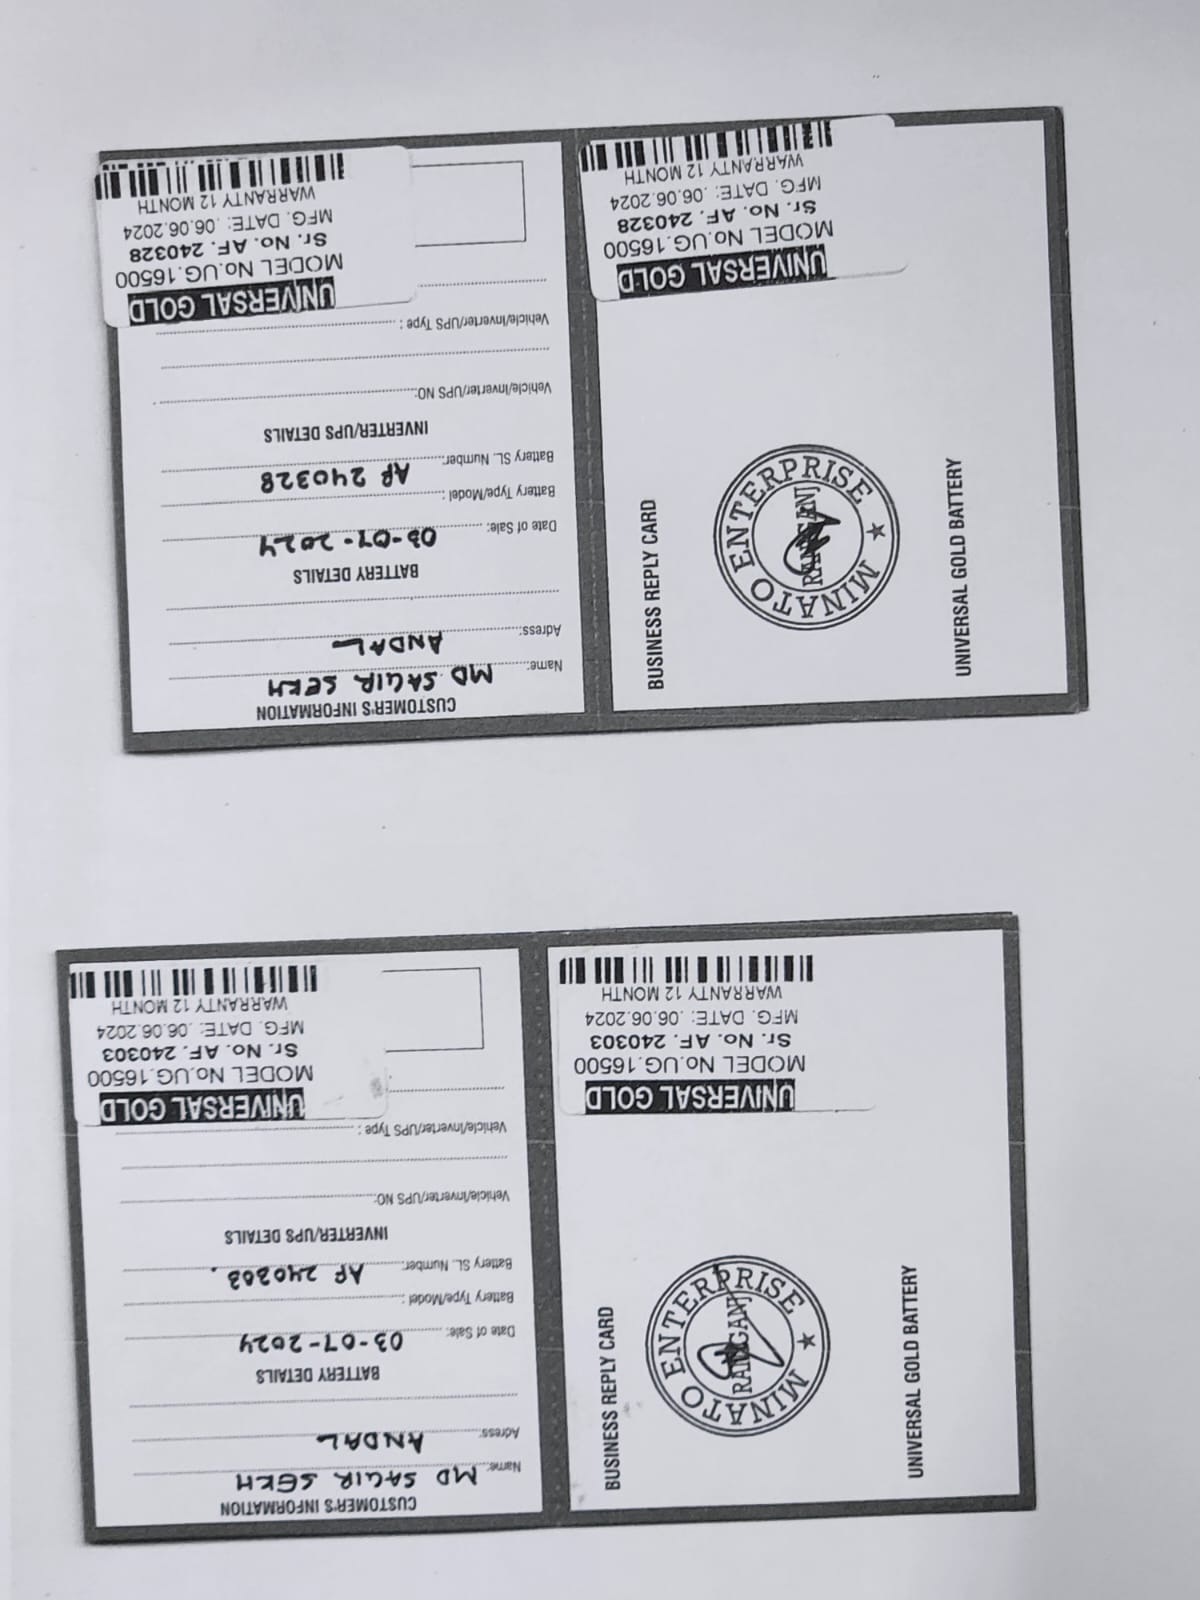 CUSTOMER'S INFORMATION
Name: MD SAGIR SEKH
Adress: ANDAL
BATTERY DETAILS
Date of Sale: 03-07-2024
Battery Type/Model :
Battery SL. Number: AF 240303
INVERTER/UPS DETAILS
Vehicle/Inverter/UPS NO:
Vehicle/Inverter/UPS Type :
UNIVERSAL GOLD
MODEL No.UG.16500
Sr. No. AF. 240303
MFG. DATE: .06.06.2024
WARRANTY 12 MONTH
BUSINESS REPLY CARD
MINATO ENTERPRISE
RANIGANJ
UNIVERSAL GOLD BATTERY
UNIVERSAL GOLD
MODEL No.UG.16500
Sr. No. AF. 240303
MFG. DATE: .06.06.2024
WARRANTY 12 MONTH
CUSTOMER'S INFORMATION
Name: MD SAGIR SEKH
Adress: ANDAL
BATTERY DETAILS
Date of Sale: 03-07-2024
Battery Type/Model :
Battery SL. Number: AF 240328
INVERTER/UPS DETAILS
Vehicle/Inverter/UPS NO:
Vehicle/Inverter/UPS Type :
UNIVERSAL GOLD
MODEL No.UG.16500
Sr. No. AF. 240328
MFG. DATE: .06.06.2024
WARRANTY 12 MONTH
BUSINESS REPLY CARD
MINATO ENTERPRISE
RANIGANJ
UNIVERSAL GOLD BATTERY
UNIVERSAL GOLD
MODEL No.UG.16500
Sr. No. AF. 240328
MFG. DATE: .06.06.2024
WARRANTY 12 MONTH